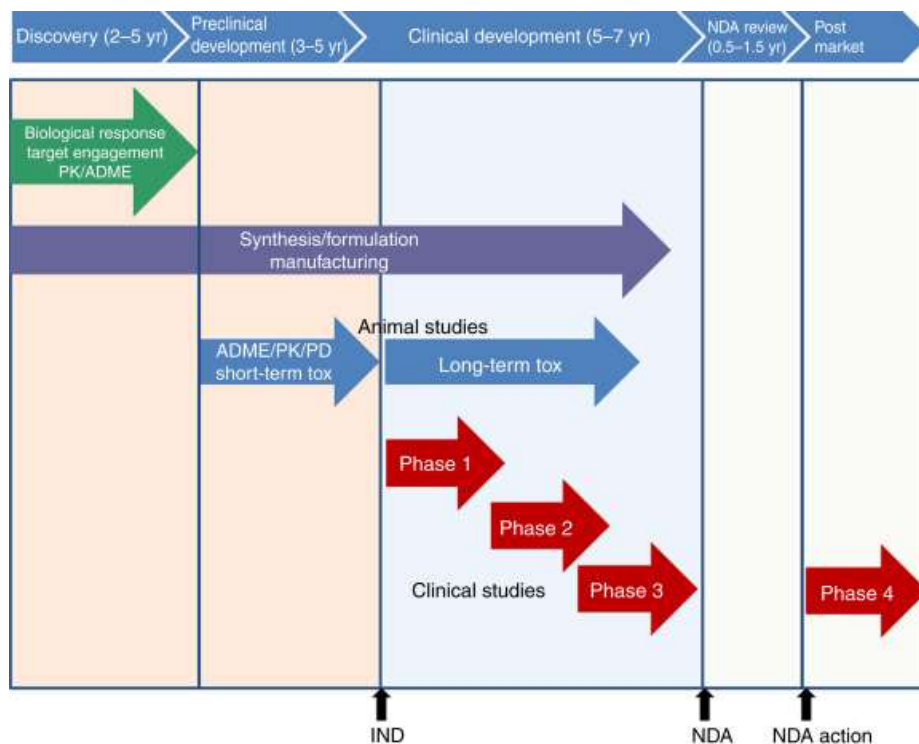 Discovery (2–5 yr)
Preclinical
development (3–5 yr)
Clinical development (5–7 yr)
NDA review
(0.5–1.5 yr)
Post
market
Biological response
target engagement
PK/ADME
Synthesis/formulation
manufacturing
Animal studies
ADME/PK/PD
short-term tox
Long-term tox
Phase 1
Phase 2
Clinical studies
Phase 3
Phase 4
IND
NDA
NDA action